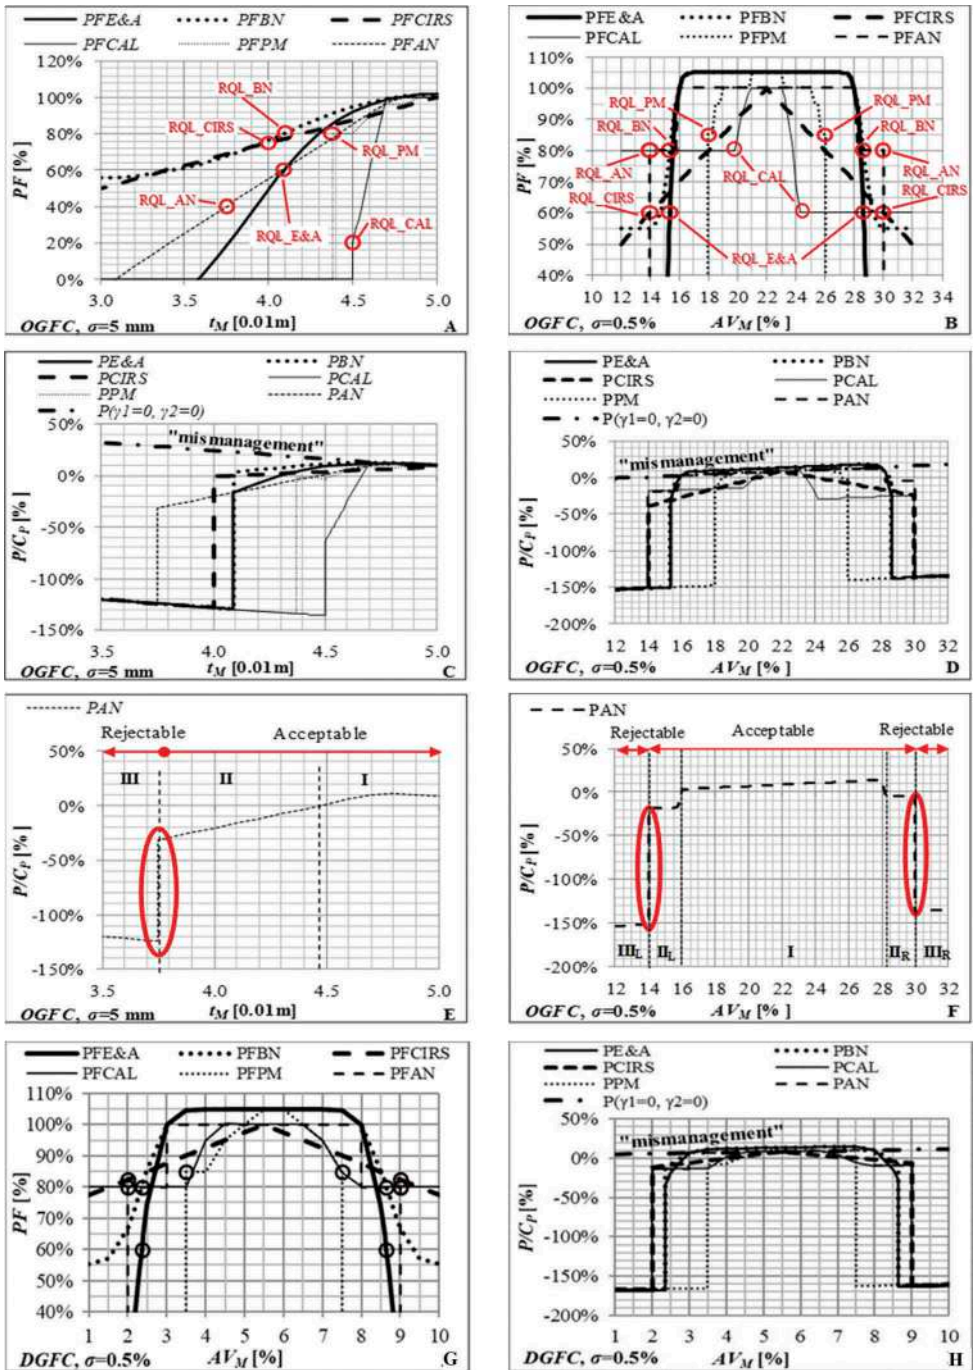 PFE&A PFBN PFCIRS
PFCAL PFPM PFAN
120%
100%
80%
60%
40%
20%
0%
PF [%]
RQL_BN
RQL_CIRS
RQL_PM
RQL_AN
RQL_E&A
RQL_CAL
3.0 3.5 4.0 4.5 5.0
OGFC, σ=5 mm tM [0.01m] A
PFE&A PFBN PFCIRS
PFCAL PFPM PFAN
110%
100%
90%
80%
70%
60%
50%
40%
PF [%]
RQL_PM RQL_PM
RQL_BN RQL_BN
RQL_AN RQL_CAL RQL_AN
RQL_CIRS RQL_CIRS
RQL_E&A
10 12 14 16 18 20 22 24 26 28 30 32 34
OGFC, σ=0.5% AVM [% ] B
PE&A PBN
PCIRS PCAL
PPM PAN
P(γ1=0, γ2=0)
50%
0%
-50%
-100%
-150%
P/CP [%]
"mismanagement"
3.5 4.0 4.5 5.0
OGFC, σ=5 mm tM [0.01m] C
PE&A PBN
PCIRS PCAL
PPM PAN
P(γ1=0, γ2=0)
50%
0%
-50%
-100%
-150%
-200%
P/CP [%]
"mismanagement"
12 14 16 18 20 22 24 26 28 30 32
OGFC, σ=0.5% AVM [% ] D
PAN
Rejectable Acceptable
50%
0%
-50%
-100%
-150%
P/CP [%]
III II I
3.5 4.0 4.5 5.0
OGFC, σ=5 mm tM [0.01m] E
PAN
Rejectable Acceptable Rejectable
50%
0%
-50%
-100%
-150%
-200%
P/CP [%]
IIIL IIL I IIR IIIR
12 14 16 18 20 22 24 26 28 30 32
OGFC, σ=0.5% AVM [%] F
PFE&A PFBN PFCIRS
PFCAL PFPM PFAN
110%
100%
90%
80%
70%
60%
50%
40%
PF [%]
1 2 3 4 5 6 7 8 9 10
DGFC, σ=0.5% AVM [%] G
PE&A PBN
PCIRS PCAL
PPM PAN
P(γ1=0, γ2=0)
50%
0%
-50%
-100%
-150%
-200%
P/CP [%]
"mismanagement"
1 2 3 4 5 6 7 8 9 10
DGFC, σ=0.5% AVM [%] H